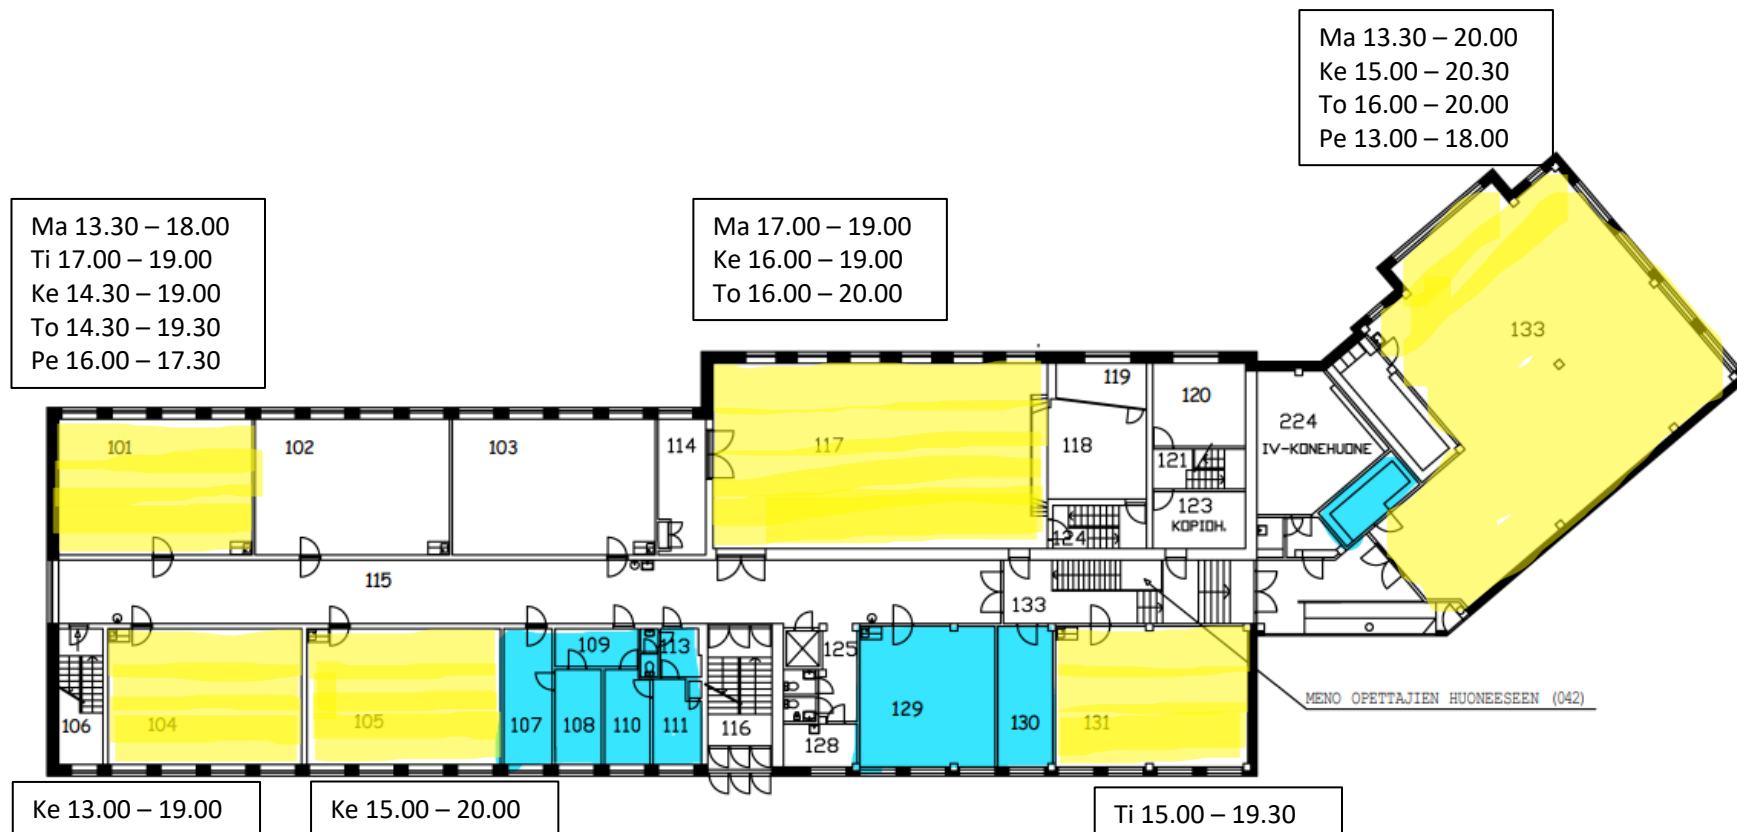 Ma 13.30 – 20.00
Ke 15.00 – 20.30
To 16.00 – 20.00
Pe 13.00 – 18.00
Ma 13.30 – 18.00
Ti 17.00 – 19.00
Ke 14.30 – 19.00
To 14.30 – 19.30
Pe 16.00 – 17.30
Ma 17.00 – 19.00
Ke 16.00 – 19.00
To 16.00 – 20.00
133
119
120
101
102
103
114
117
118
224
IV-KONEHUONE
121
123
KOPIOH.
124
115
133
109
113
125
106
104
105
107
108
110
111
116
128
129
130
131
MENO OPETTAJIEN HUONEESEEN (042)
Ke 13.00 – 19.00
Ke 15.00 – 20.00
Ti 15.00 – 19.30